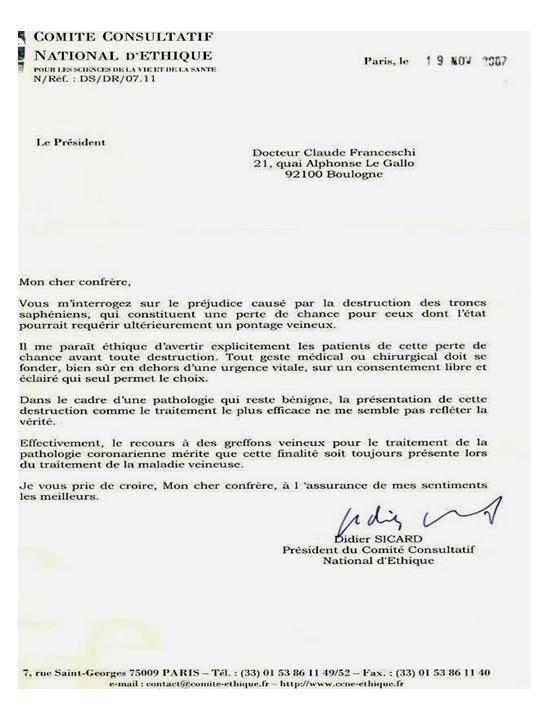 COMITE CONSULTATIF
NATIONAL D'ETHIQUE
POUR LES SCIENCES DE LA VIE ET DE LA SANTE
N/Réf. : DS/DR/07.11
Paris, le 19 NOV 2007
Le Président
Docteur Claude Franceschi
21, quai Alphonse Le Gallo
92100 Boulogne
Mon cher confrère,
Vous m'interrogez sur le préjudice causé par la destruction des troncs
saphéniens, qui constituent une perte de chance pour ceux dont l'état
pourrait requérir ultérieurement un pontage veineux.
Il me paraît éthique d'avertir explicitement les patients de cette perte de
chance avant toute destruction. Tout geste médical ou chirurgical doit se
fonder, bien sûr en dehors d'une urgence vitale, sur un consentement libre et
éclairé qui seul permet le choix.
Dans le cadre d'une pathologie qui reste bénigne, la présentation de cette
destruction comme le traitement le plus efficace ne me semble pas refléter la
vérité.
Effectivement, le recours à des greffons veineux pour le traitement de la
pathologie coronarienne mérite que cette finalité soit toujours présente lors
du traitement de la maladie veineuse.
Je vous prie de croire, Mon cher confrère, à l 'assurance de mes sentiments
les meilleurs.
Didier SICARD
Président du Comité Consultatif
National d'Ethique
7, rue Saint-Georges 75009 PARIS – Tél. : (33) 01 53 86 11 49/52 – Fax. : (33) 01 53 86 11 40
e-mail : contact@comite-ethique.fr – http://www.ccne-ethique.fr